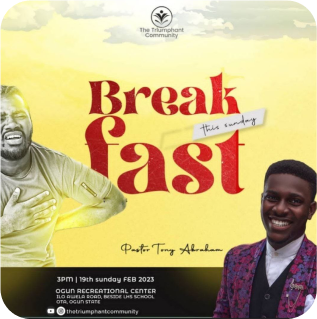 The Triumphant
Community
Break
this sunday
fast
Pastor Tony Abraham
3PM | 19th sunday FEB 2023
OGUN RECREATIONAL CENTER
ILO AWELA ROAD, BESIDE LHS SCHOOL
OTA, OGUN STATE
thetriumphantcommunity